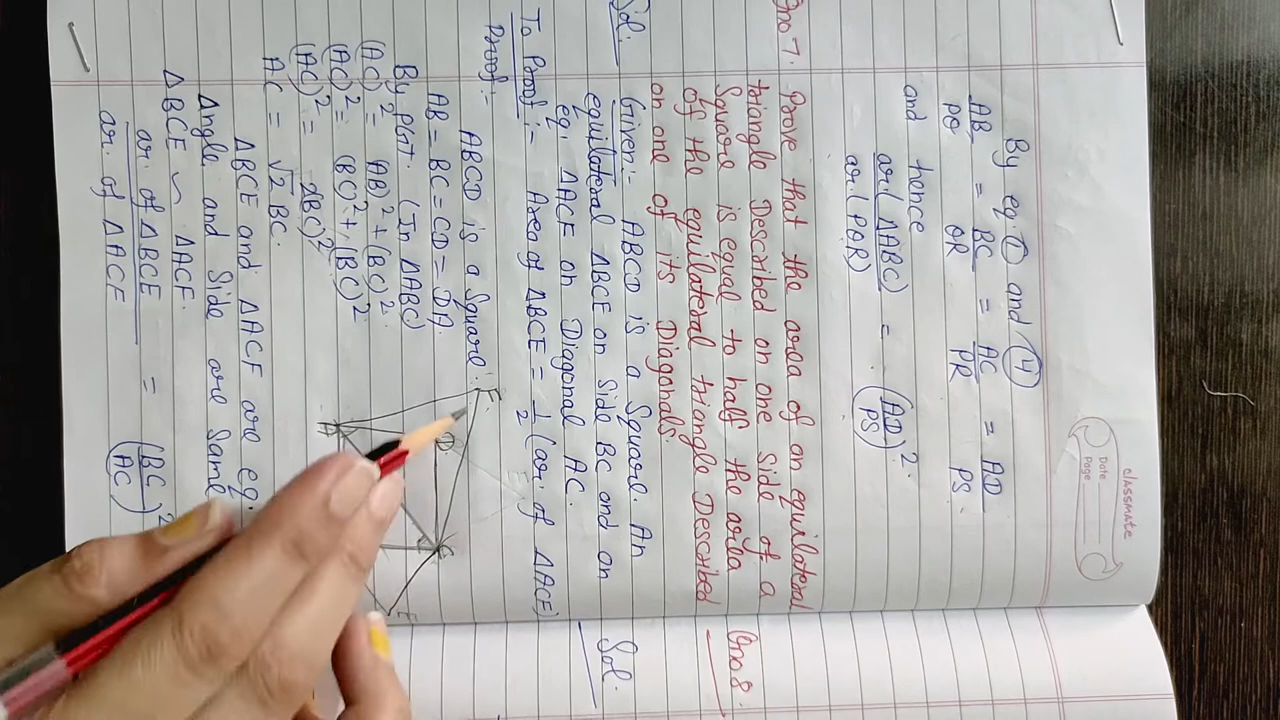 classmate
Date
Page
By eq. ① and ④
AB/PQ = BC/QR = AC/PR = AD/PS.
and hence
ar(ΔABC)/ar(PQR) = (AD/PS)².
Qno 7. Prove that the area of an equilateral
triangle Described on one side of a
Square is equal to half the area
of the equilateral triangle Described
on one of its Diagonals
Sol:- Given:- ABCD is a Square. An
equilateral ΔBCE on Side BC and on
eq. ΔACF on Diagonal AC.
To Proof:- Area of ΔBCE = 1/2 (ar of ΔACF)
Proof:-
ABCD is a Square.
AB = BC = CD = DA.
By PGT. (In ΔABC)
(AC)² = (AB)² + (BC)².
(AC)² = (BC)² + (BC)²
(AC)² = 2(BC)²
AC = √2 BC.
ΔBCE and ΔACF are eq.
Angle and Side are Same
ΔBCE ~ ΔACF.
ar. of ΔBCE/ar. of ΔACF = (BC/AC)²
F
D
C
E
Qno 8.
Sol.